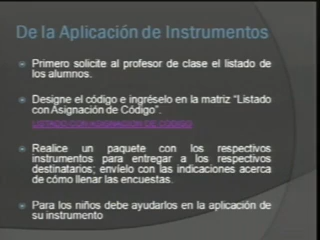 De la Aplicación de Instrumentos
Primero solicite al profesor de clase el listado de
los alumnos.
Designe el código e ingréselo en la matriz “Listado
con Asignación de Código”.
LISTADO CON ASIGNACION DE CODIGO
Realice un paquete con los respectivos
instrumentos para entregar a los respectivos
destinatarios; envíelo con las indicaciones acerca
de cómo llenar las encuestas.
Para los niños debe ayudarlos en la aplicación de
su instrumento